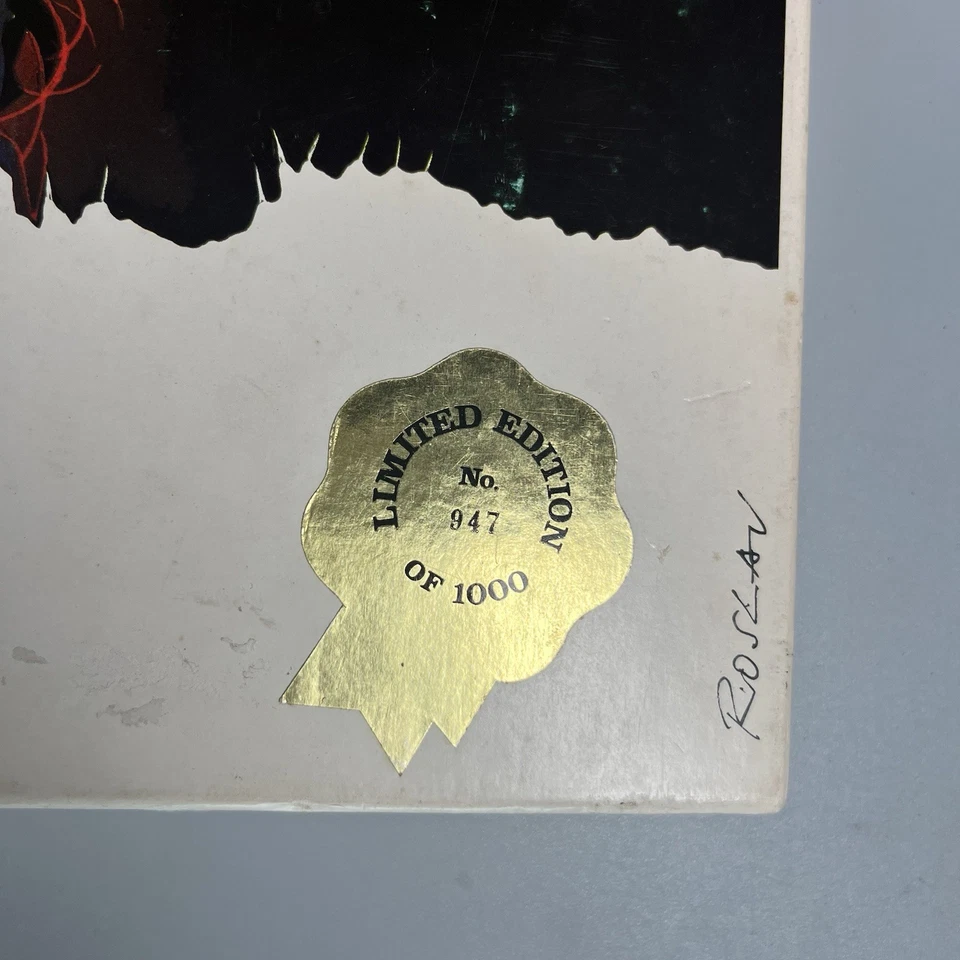 LIMITED EDITION
No.
947
OF 1000